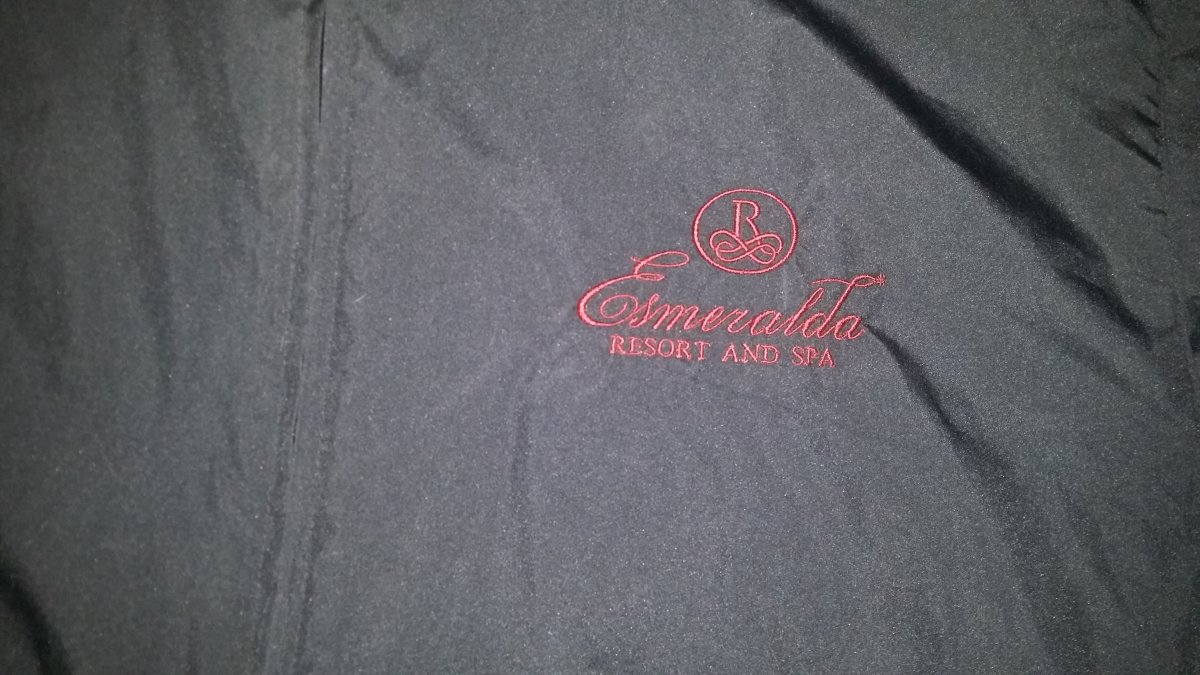 R
Esmeralda
RESORT AND SPA